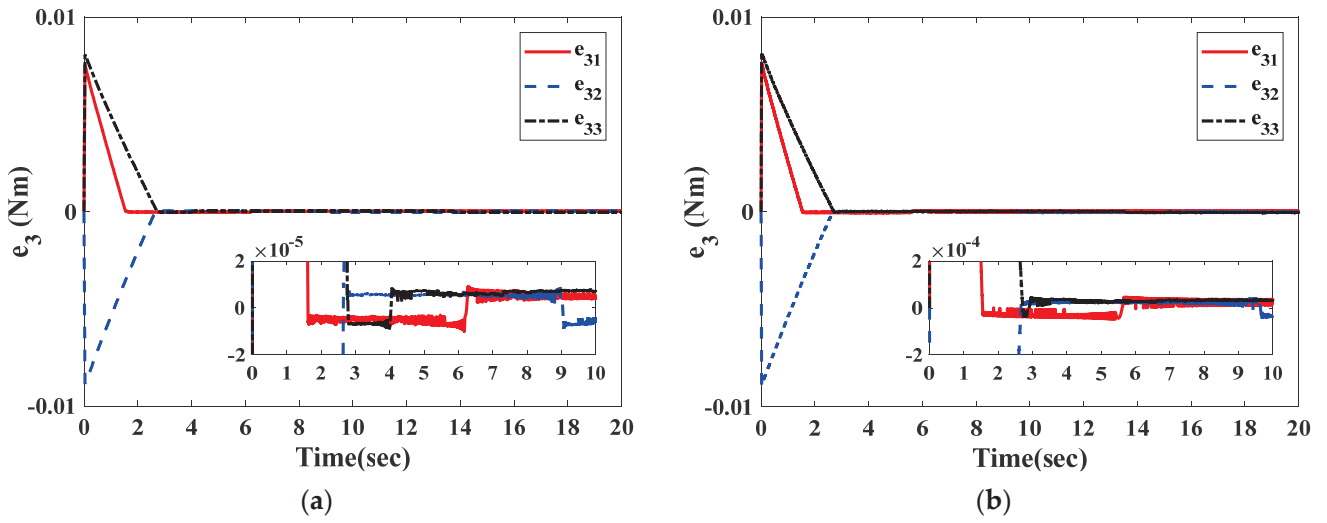 0.01
e31
e32
e33
e3 (Nm)
0
×10-5
2
0
-2
0 1 2 3 4 5 6 7 8 9 10
-0.01
0 2 4 6 8 10 12 14 16 18 20
Time(sec)
(a)
0.01
e31
e32
e33
e3 (Nm)
0
×10-4
2
0
-2
0 1 2 3 4 5 6 7 8 9 10
-0.01
0 2 4 6 8 10 12 14 16 18 20
Time(sec)
(b)